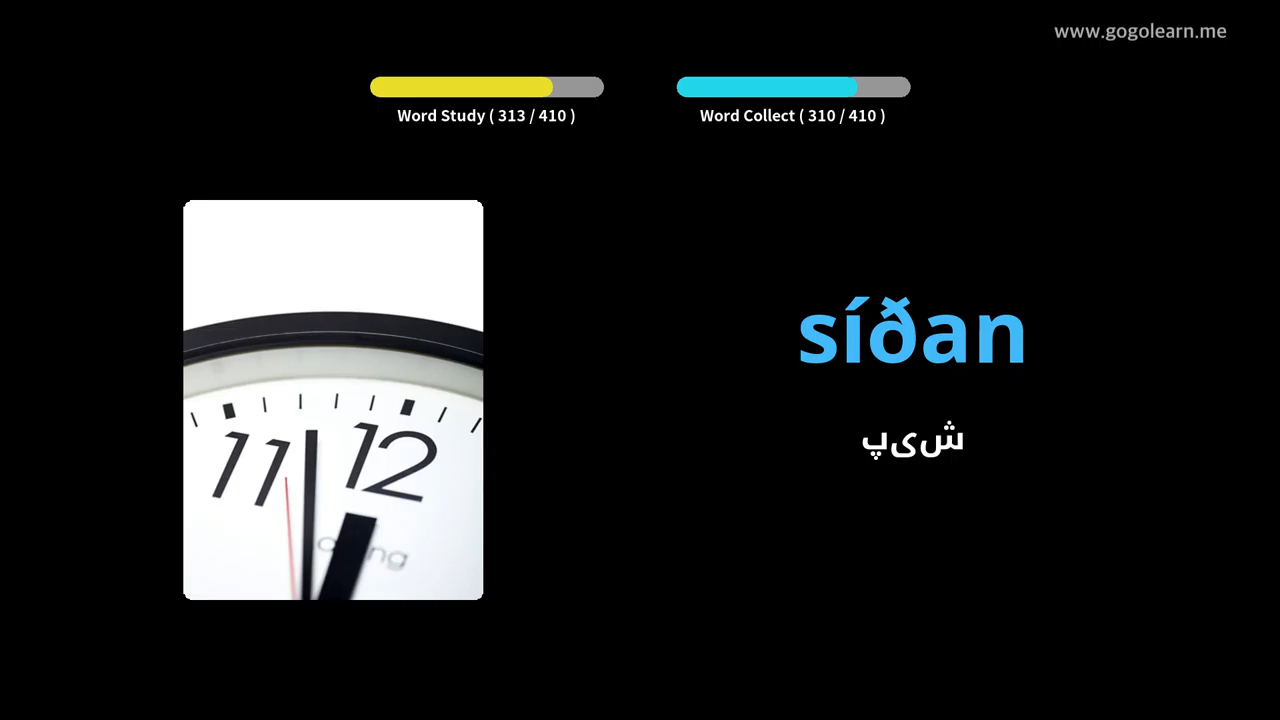 www.gogolearn.me
Word Study ( 313 / 410 )
Word Collect ( 310 / 410 )
síðan
شیپ
11 12